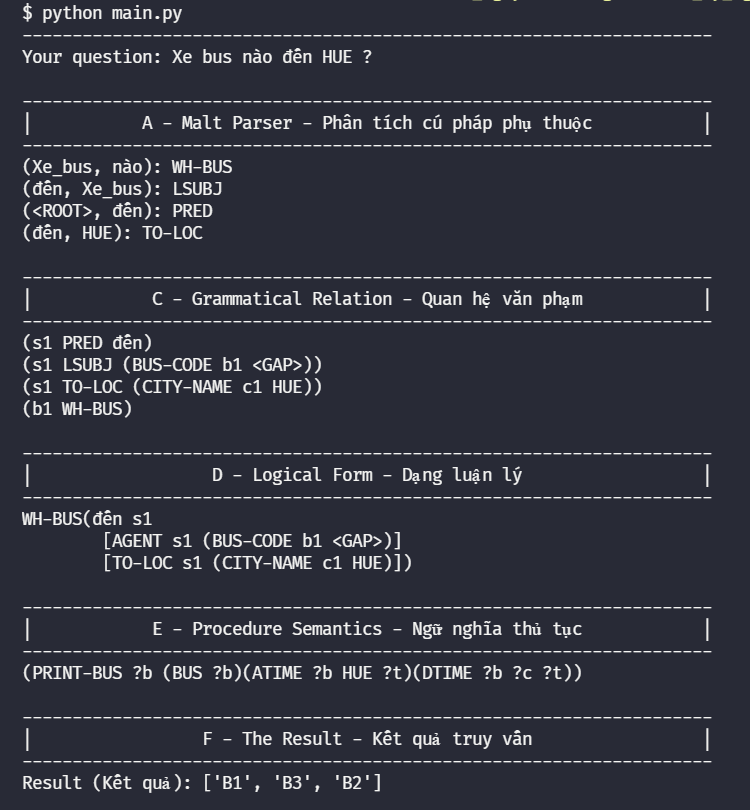 $ python main.py
---------------------------------------------------------------------
Your question: Xe bus nào đến HUE ?
---------------------------------------------------------------------
|           A - Malt Parser - Phân tích cú pháp phụ thuộc           |
---------------------------------------------------------------------
(Xe_bus, nào): WH-BUS
(đến, Xe_bus): LSUBJ
(<ROOT>, đến): PRED
(đến, HUE): TO-LOC
---------------------------------------------------------------------
|            C - Grammatical Relation - Quan hệ văn phạm            |
---------------------------------------------------------------------
(s1 PRED đến)
(s1 LSUBJ (BUS-CODE b1 <GAP>))
(s1 TO-LOC (CITY-NAME c1 HUE))
(b1 WH-BUS)
---------------------------------------------------------------------
|                  D - Logical Form - Dạng luận lý                  |
---------------------------------------------------------------------
WH-BUS(đến s1
        [AGENT s1 (BUS-CODE b1 <GAP>)]
        [TO-LOC s1 (CITY-NAME c1 HUE)])
---------------------------------------------------------------------
|            E - Procedure Semantics - Ngữ nghĩa thủ tục            |
---------------------------------------------------------------------
(PRINT-BUS ?b (BUS ?b)(ATIME ?b HUE ?t)(DTIME ?b ?c ?t))
---------------------------------------------------------------------
|                 F - The Result - Kết quả truy vấn                 |
---------------------------------------------------------------------
Result (Kết quả): ['B1', 'B3', 'B2']